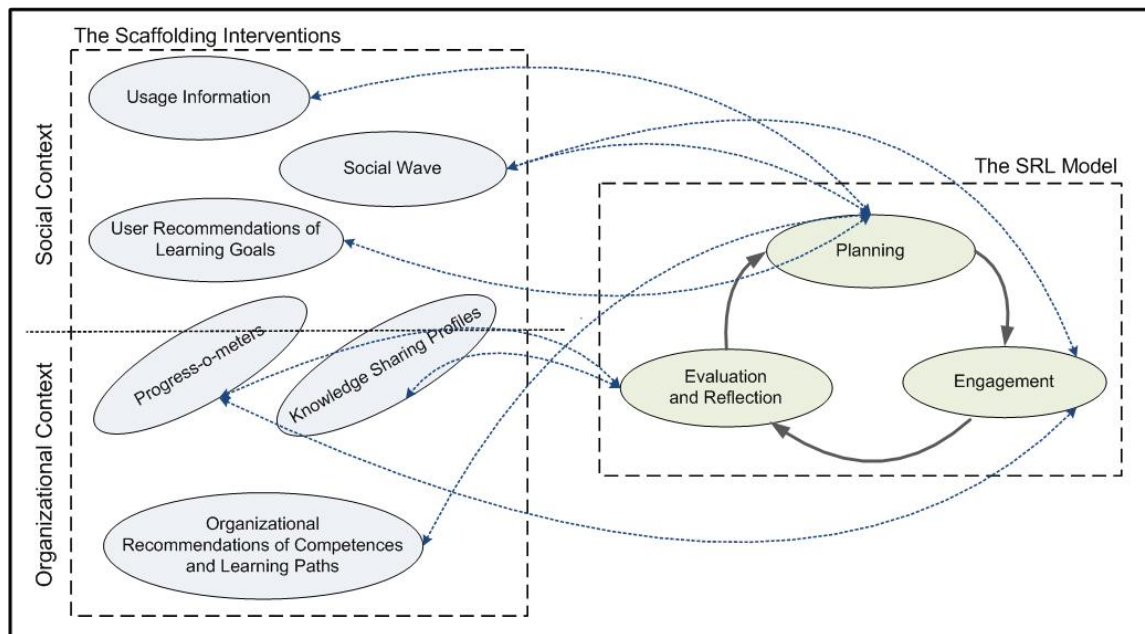 The Scaffolding Interventions
Social Context
Usage Information
Social Wave
User Recommendations of
Learning Goals
Organizational Context
Progress-o-meters
Knowledge Sharing Profiles
Organizational
Recommendations of Competences
and Learning Paths
The SRL Model
Planning
Evaluation
and Reflection
Engagement